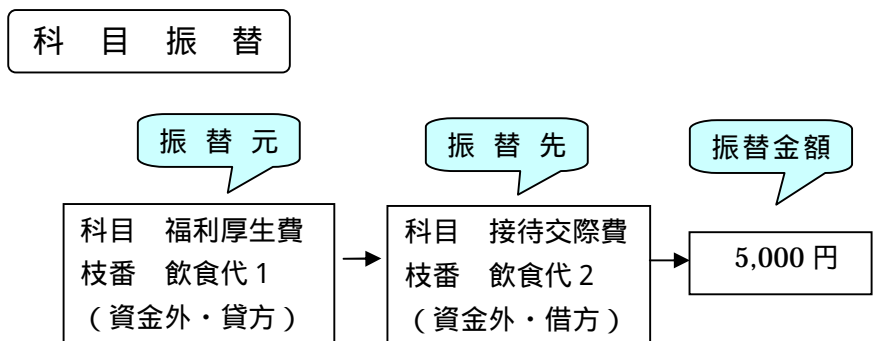 科目振替
振替元
振替先
振替金額
科目 福利厚生費
枝番 飲食代1
(資金外・貸方)
科目 接待交際費
枝番 飲食代2
(資金外・借方)
5,000 円